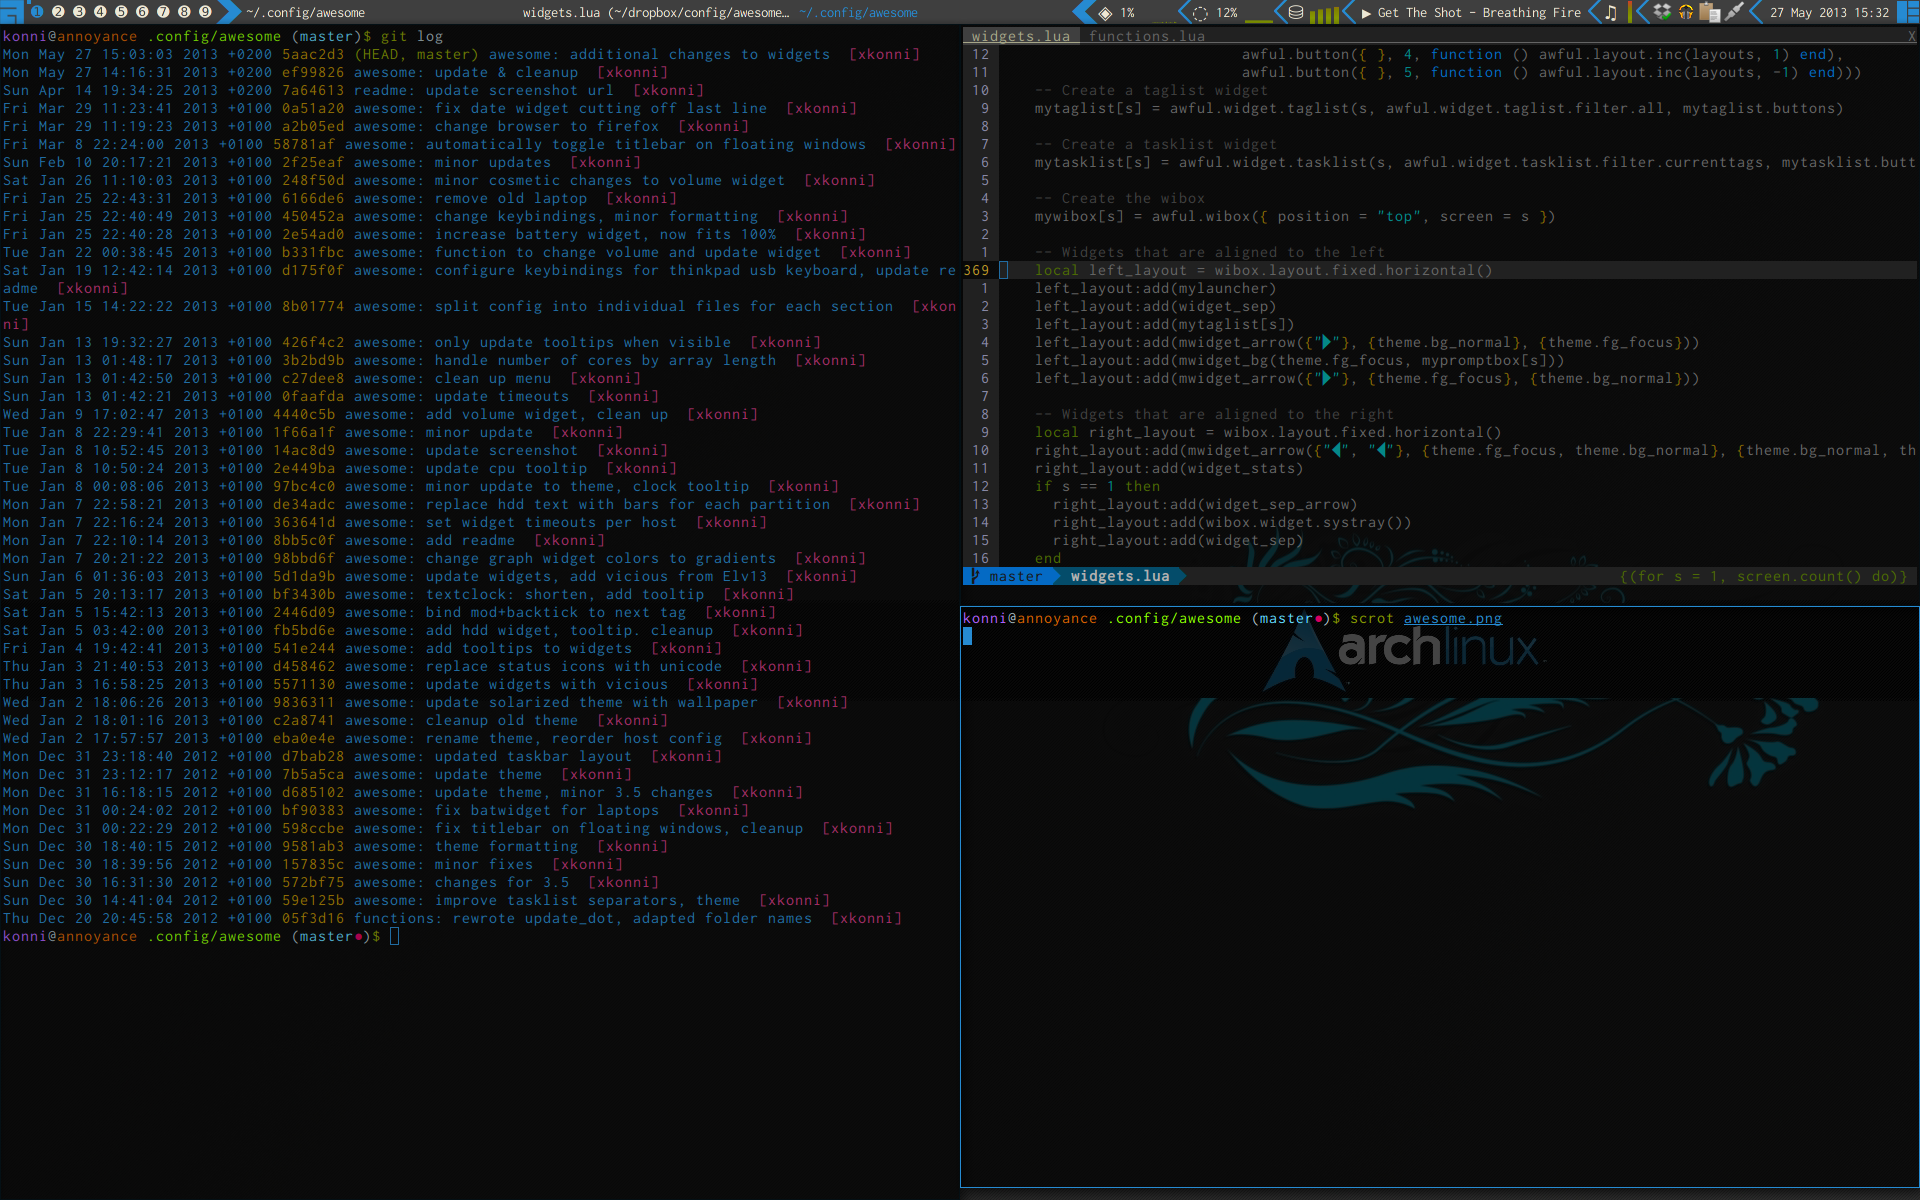 1 2 3 4 5 6 7 8 9 ~/.config/awesome widgets.lua (~/dropbox/config/awesome… ~/.config/awesome 1% 12% ▶ Get The Shot - Breathing Fire 27 May 2013 15:32
konni@annoyance .config/awesome (master)$ git log
Mon May 27 15:03:03 2013 +0200 5aac2d3 (HEAD, master) awesome: additional changes to widgets [xkonni]
Mon May 27 14:16:31 2013 +0200 ef99826 awesome: update & cleanup [xkonni]
Sun Apr 14 19:34:25 2013 +0200 7a64613 readme: update screenshot url [xkonni]
Fri Mar 29 11:23:41 2013 +0100 0a51a20 awesome: fix date widget cutting off last line [xkonni]
Fri Mar 29 11:19:23 2013 +0100 a2b05ed awesome: change browser to firefox [xkonni]
Fri Mar 8 22:24:00 2013 +0100 58781af awesome: automatically toggle titlebar on floating windows [xkonni]
Sun Feb 10 20:17:21 2013 +0100 2f25eaf awesome: minor updates [xkonni]
Sat Jan 26 11:10:03 2013 +0100 248f50d awesome: minor cosmetic changes to volume widget [xkonni]
Fri Jan 25 22:43:31 2013 +0100 6166de6 awesome: remove old laptop [xkonni]
Fri Jan 25 22:40:49 2013 +0100 450452a awesome: change keybindings, minor formatting [xkonni]
Fri Jan 25 22:40:28 2013 +0100 2e54ad0 awesome: increase battery widget, now fits 100% [xkonni]
Tue Jan 22 00:38:45 2013 +0100 b331fbc awesome: function to change volume and update widget [xkonni]
Sat Jan 19 12:42:14 2013 +0100 d175f0f awesome: configure keybindings for thinkpad usb keyboard, update re
adme [xkonni]
Tue Jan 15 14:22:22 2013 +0100 8b01774 awesome: split config into individual files for each section [xkon
ni]
Sun Jan 13 19:32:27 2013 +0100 426f4c2 awesome: only update tooltips when visible [xkonni]
Sun Jan 13 01:48:17 2013 +0100 3b2bd9b awesome: handle number of cores by array length [xkonni]
Sun Jan 13 01:42:50 2013 +0100 c27dee8 awesome: clean up menu [xkonni]
Sun Jan 13 01:42:21 2013 +0100 0faafda awesome: update timeouts [xkonni]
Wed Jan 9 17:02:47 2013 +0100 4440c5b awesome: add volume widget, clean up [xkonni]
Tue Jan 8 22:29:41 2013 +0100 1f66a1f awesome: minor update [xkonni]
Tue Jan 8 10:52:45 2013 +0100 14ac8d9 awesome: update screenshot [xkonni]
Tue Jan 8 10:50:24 2013 +0100 2e449ba awesome: update cpu tooltip [xkonni]
Tue Jan 8 00:08:06 2013 +0100 97bc4c0 awesome: minor update to theme, clock tooltip [xkonni]
Mon Jan 7 22:58:21 2013 +0100 de34adc awesome: replace hdd text with bars for each partition [xkonni]
Mon Jan 7 22:16:24 2013 +0100 363641d awesome: set widget timeouts per host [xkonni]
Mon Jan 7 22:10:14 2013 +0100 8bb5c0f awesome: add readme [xkonni]
Mon Jan 7 20:21:22 2013 +0100 98bbd6f awesome: change graph widget colors to gradients [xkonni]
Sun Jan 6 01:36:03 2013 +0100 5d1da9b awesome: update widgets, add vicious from Elv13 [xkonni]
Sat Jan 5 20:13:17 2013 +0100 bf3430b awesome: textclock: shorten, add tooltip [xkonni]
Sat Jan 5 15:42:13 2013 +0100 2446d09 awesome: bind mod+backtick to next tag [xkonni]
Sat Jan 5 03:42:00 2013 +0100 fb5bd6e awesome: add hdd widget, tooltip. cleanup [xkonni]
Fri Jan 4 19:42:41 2013 +0100 541e244 awesome: add tooltips to widgets [xkonni]
Thu Jan 3 21:40:53 2013 +0100 d458462 awesome: replace status icons with unicode [xkonni]
Thu Jan 3 16:58:25 2013 +0100 5571130 awesome: update widgets with vicious [xkonni]
Wed Jan 2 18:06:26 2013 +0100 9836311 awesome: update solarized theme with wallpaper [xkonni]
Wed Jan 2 18:01:16 2013 +0100 c2a8741 awesome: cleanup old theme [xkonni]
Wed Jan 2 17:57:57 2013 +0100 eba0e4e awesome: rename theme, reorder host config [xkonni]
Mon Dec 31 23:18:40 2012 +0100 d7bab28 awesome: updated taskbar layout [xkonni]
Mon Dec 31 23:12:17 2012 +0100 7b5a5ca awesome: update theme [xkonni]
Mon Dec 31 16:18:15 2012 +0100 d685102 awesome: update theme, minor 3.5 changes [xkonni]
Mon Dec 31 00:24:02 2012 +0100 bf90383 awesome: fix batwidget for laptops [xkonni]
Mon Dec 31 00:22:29 2012 +0100 598ccbe awesome: fix titlebar on floating windows, cleanup [xkonni]
Sun Dec 30 18:40:15 2012 +0100 9581ab3 awesome: theme formatting [xkonni]
Sun Dec 30 18:39:56 2012 +0100 157835c awesome: minor fixes [xkonni]
Sun Dec 30 16:31:30 2012 +0100 572bf75 awesome: changes for 3.5 [xkonni]
Sun Dec 30 14:41:04 2012 +0100 59e125b awesome: improve tasklist separators, theme [xkonni]
Thu Dec 20 20:45:58 2012 +0100 05f3d16 functions: rewrote update_dot, adapted folder names [xkonni]
konni@annoyance .config/awesome (master●)$
widgets.lua functions.lua X
12 awful.button({ }, 4, function () awful.layout.inc(layouts, 1) end),
11 awful.button({ }, 5, function () awful.layout.inc(layouts, -1) end)))
10 -- Create a taglist widget
9 mytaglist[s] = awful.widget.taglist(s, awful.widget.taglist.filter.all, mytaglist.buttons)
8
7 -- Create a tasklist widget
6 mytasklist[s] = awful.widget.tasklist(s, awful.widget.tasklist.filter.currenttags, mytasklist.butt
5
4 -- Create the wibox
3 mywibox[s] = awful.wibox({ position = "top", screen = s })
2
1 -- Widgets that are aligned to the left
369 local left_layout = wibox.layout.fixed.horizontal()
1 left_layout:add(mylauncher)
2 left_layout:add(widget_sep)
3 left_layout:add(mytaglist[s])
4 left_layout:add(mwidget_arrow({"▶"}, {theme.bg_normal}, {theme.fg_focus}))
5 left_layout:add(mwidget_bg(theme.fg_focus, mypromptbox[s]))
6 left_layout:add(mwidget_arrow({"▶"}, {theme.fg_focus}, {theme.bg_normal}))
7
8 -- Widgets that are aligned to the right
9 local right_layout = wibox.layout.fixed.horizontal()
10 right_layout:add(mwidget_arrow({"◀", "◀"}, {theme.fg_focus, theme.bg_normal}, {theme.bg_normal, th
11 right_layout:add(widget_stats)
12 if s == 1 then
13 right_layout:add(widget_sep_arrow)
14 right_layout:add(wibox.widget.systray())
15 right_layout:add(widget_sep)
16 end
master widgets.lua {(for s = 1, screen.count() do)}
konni@annoyance .config/awesome (master●)$ scrot awesome.png
archlinux